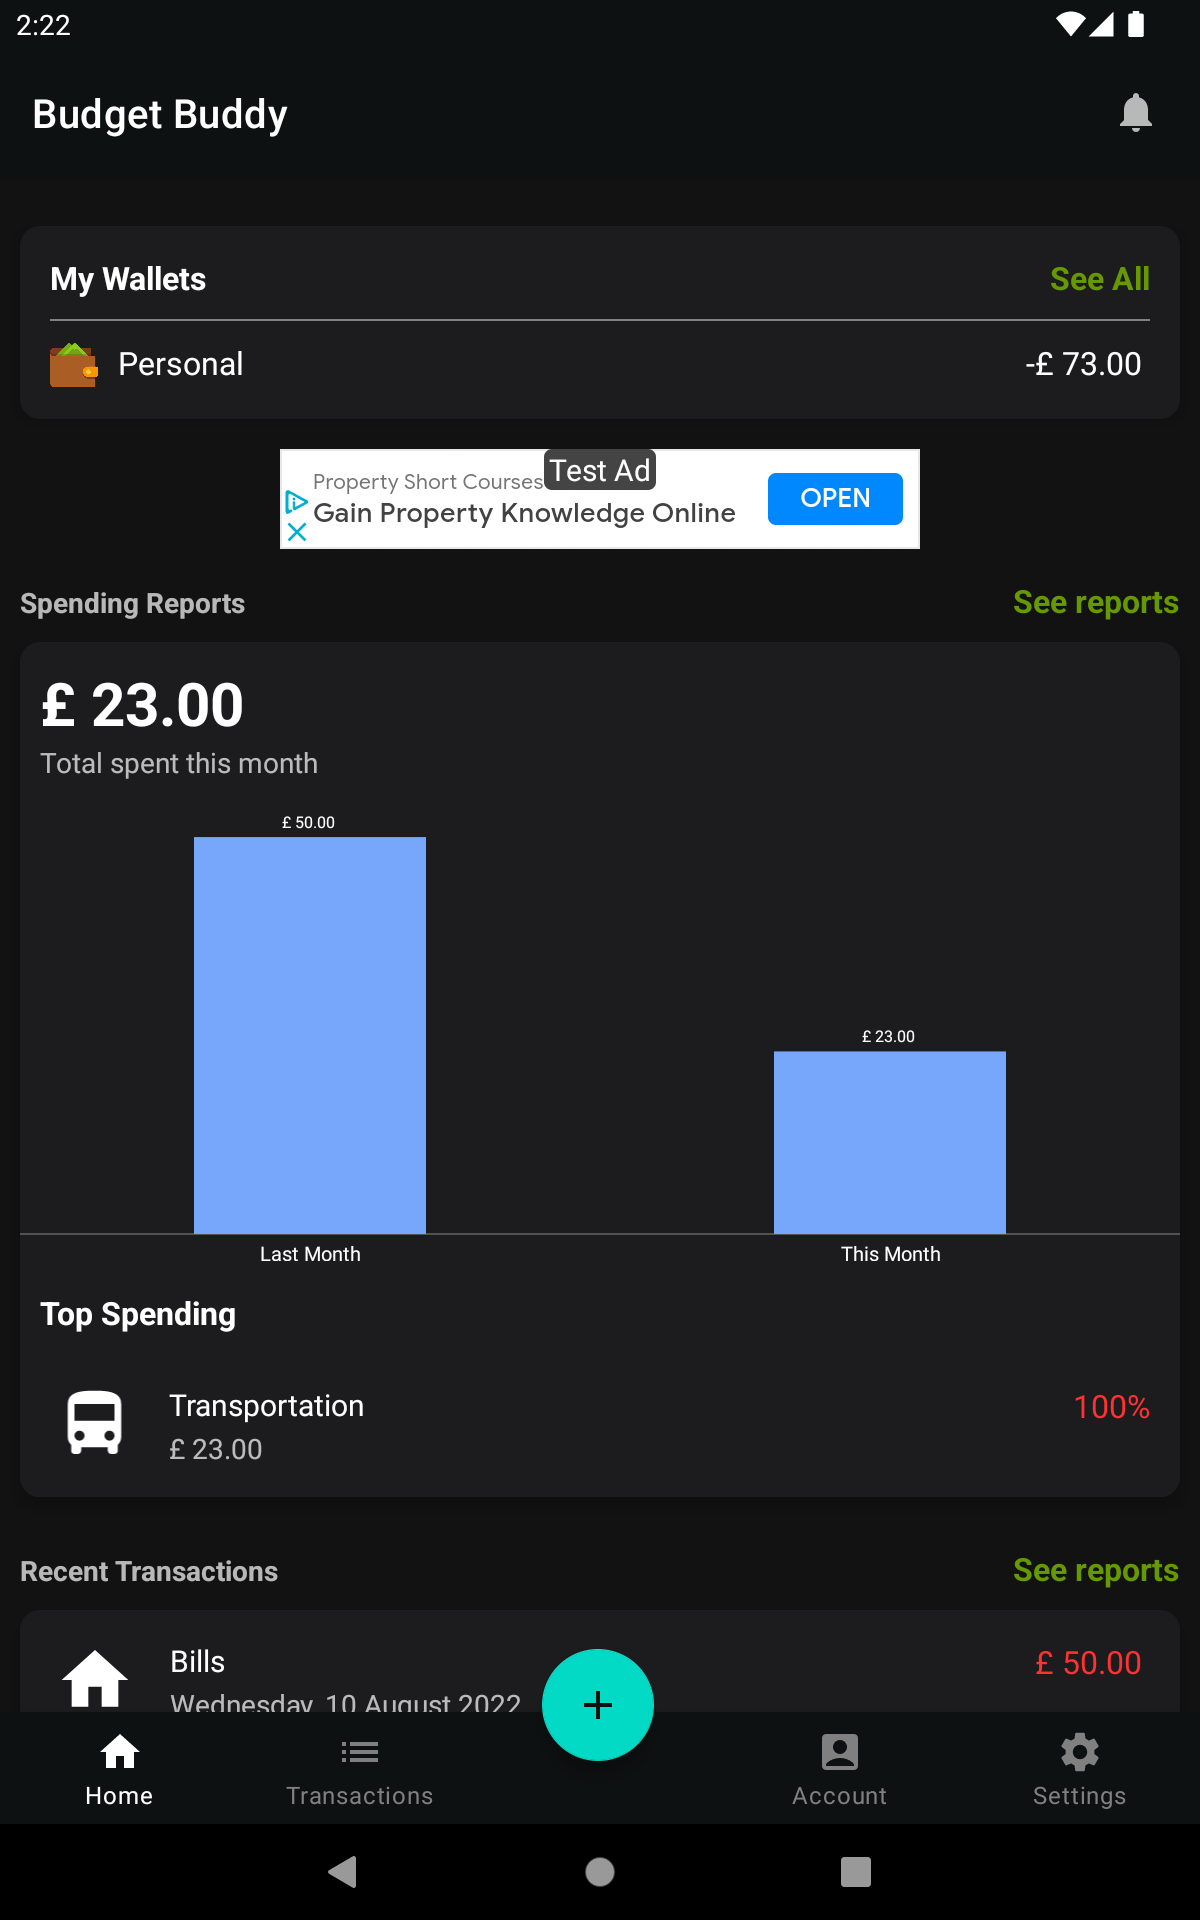 2:22
Budget Buddy
My Wallets
See All
Personal
-£ 73.00
Test Ad
Property Short Courses
Gain Property Knowledge Online
OPEN
Spending Reports
See reports
£ 23.00
Total spent this month
£ 50.00
£ 23.00
Last Month
This Month
Top Spending
Transportation
100%
£ 23.00
Recent Transactions
See reports
Bills
£ 50.00
Wednesday, 10 August 2022
+
Home
Transactions
Account
Settings